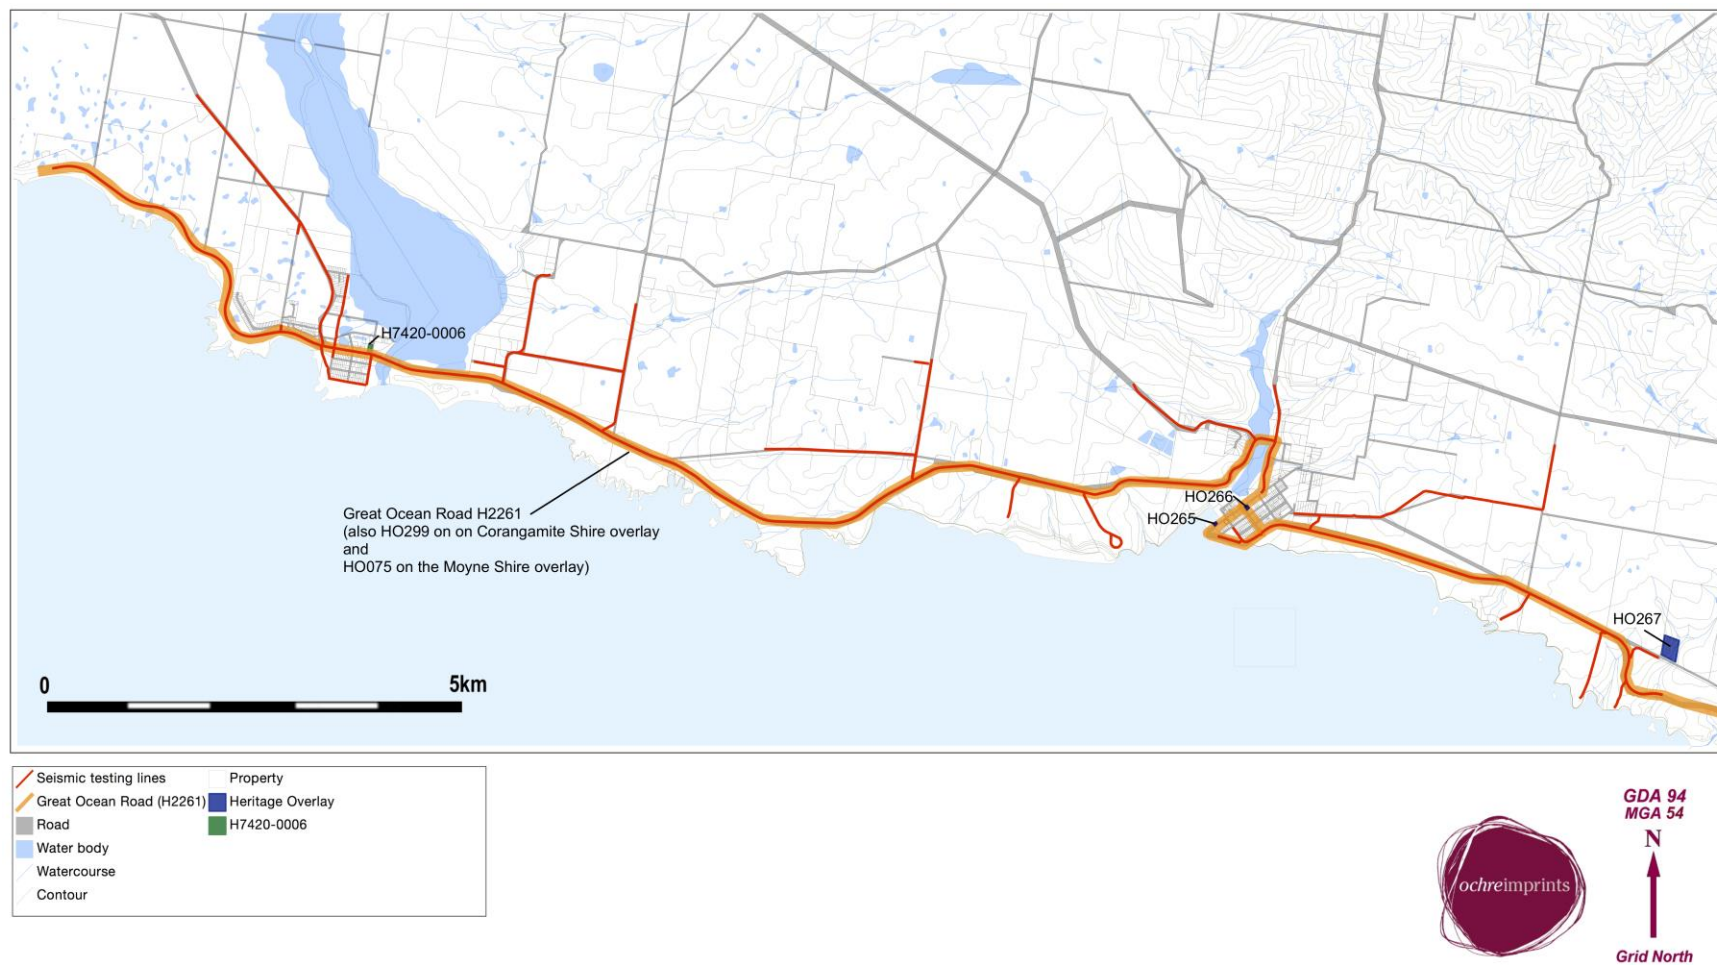 H7420-0006
Great Ocean Road H2261
(also HO299 on on Corangamite Shire overlay
and
HO075 on the Moyne Shire overlay)
HO266
HO265
HO267
0 5km
Seismic testing lines
Great Ocean Road (H2261)
Road
Water body
Watercourse
Contour
Property
Heritage Overlay
H7420-0006
ochreimprints
GDA 94
MGA 54
N
Grid North